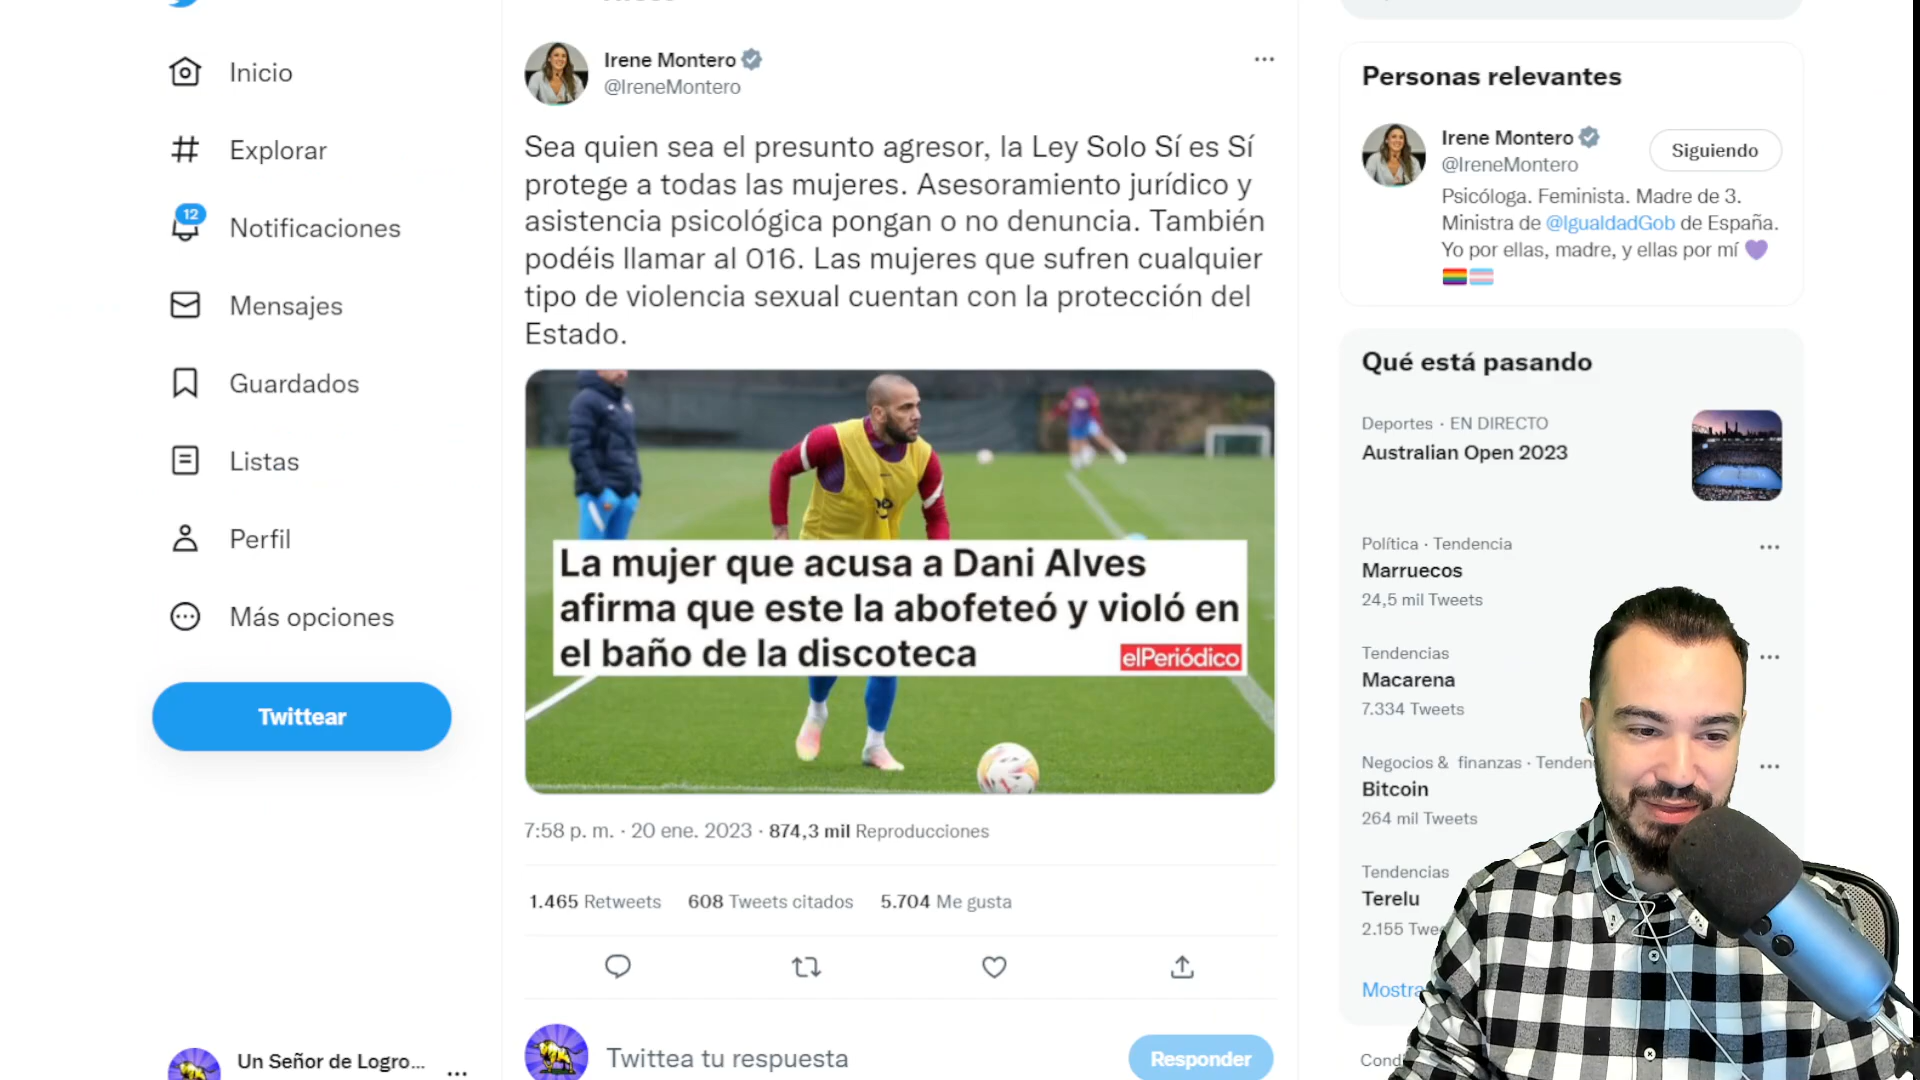 Inicio
Explorar
12
Notificaciones
Mensajes
Guardados
Listas
Perfil
Más opciones
Twittear
Un Señor de Logro...
Irene Montero
@IreneMontero
Sea quien sea el presunto agresor, la Ley Solo Sí es Sí
protege a todas las mujeres. Asesoramiento jurídico y
asistencia psicológica pongan o no denuncia. También
podéis llamar al 016. Las mujeres que sufren cualquier
tipo de violencia sexual cuentan con la protección del
Estado.
La mujer que acusa a Dani Alves
afirma que este la abofeteó y violó en
el baño de la discoteca
elPeriódico
7:58 p. m. · 20 ene. 2023 · 874,3 mil Reproducciones
1.465 Retweets 608 Tweets citados 5.704 Me gusta
Twittea tu respuesta
Responder
Personas relevantes
Irene Montero
@IreneMontero
Siguiendo
Psicóloga. Feminista. Madre de 3.
Ministra de @IgualdadGob de España.
Yo por ellas, madre, y ellas por mí
Qué está pasando
Deportes · EN DIRECTO
Australian Open 2023
Política · Tendencia
Marruecos
24,5 mil Tweets
Tendencias
Macarena
7.334 Tweets
Negocios & finanzas · Tenden
Bitcoin
264 mil Tweets
Tendencias
Terelu
2.155 Twee
Mostra
Condi